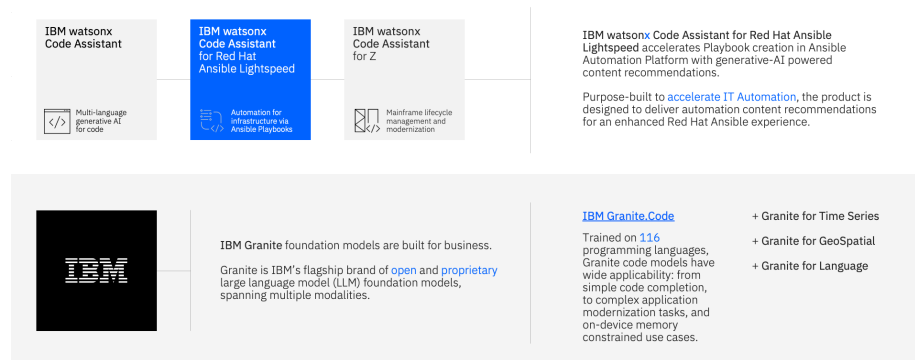 IBM watsonx
Code Assistant
Multi-language
generative AI
for code
IBM watsonx
Code Assistant
for Red Hat
Ansible Lightspeed
Automation for
infrastructure via
Ansible Playbooks
IBM watsonx
Code Assistant
for Z
Mainframe lifecycle
management and
modernization
IBM watsonx Code Assistant for Red Hat Ansible
Lightspeed accelerates Playbook creation in Ansible
Automation Platform with generative-AI powered
content recommendations.
Purpose-built to accelerate IT Automation, the product is
designed to deliver automation content recommendations
for an enhanced Red Hat Ansible experience.
IBM
IBM Granite foundation models are built for business.
Granite is IBM's flagship brand of open and proprietary
large language model (LLM) foundation models,
spanning multiple modalities.
IBM Granite.Code
Trained on 116
programming languages,
Granite code models have
wide applicability: from
simple code completion,
to complex application
modernization tasks, and
on-device memory
constrained use cases.
+ Granite for Time Series
+ Granite for GeoSpatial
+ Granite for Language